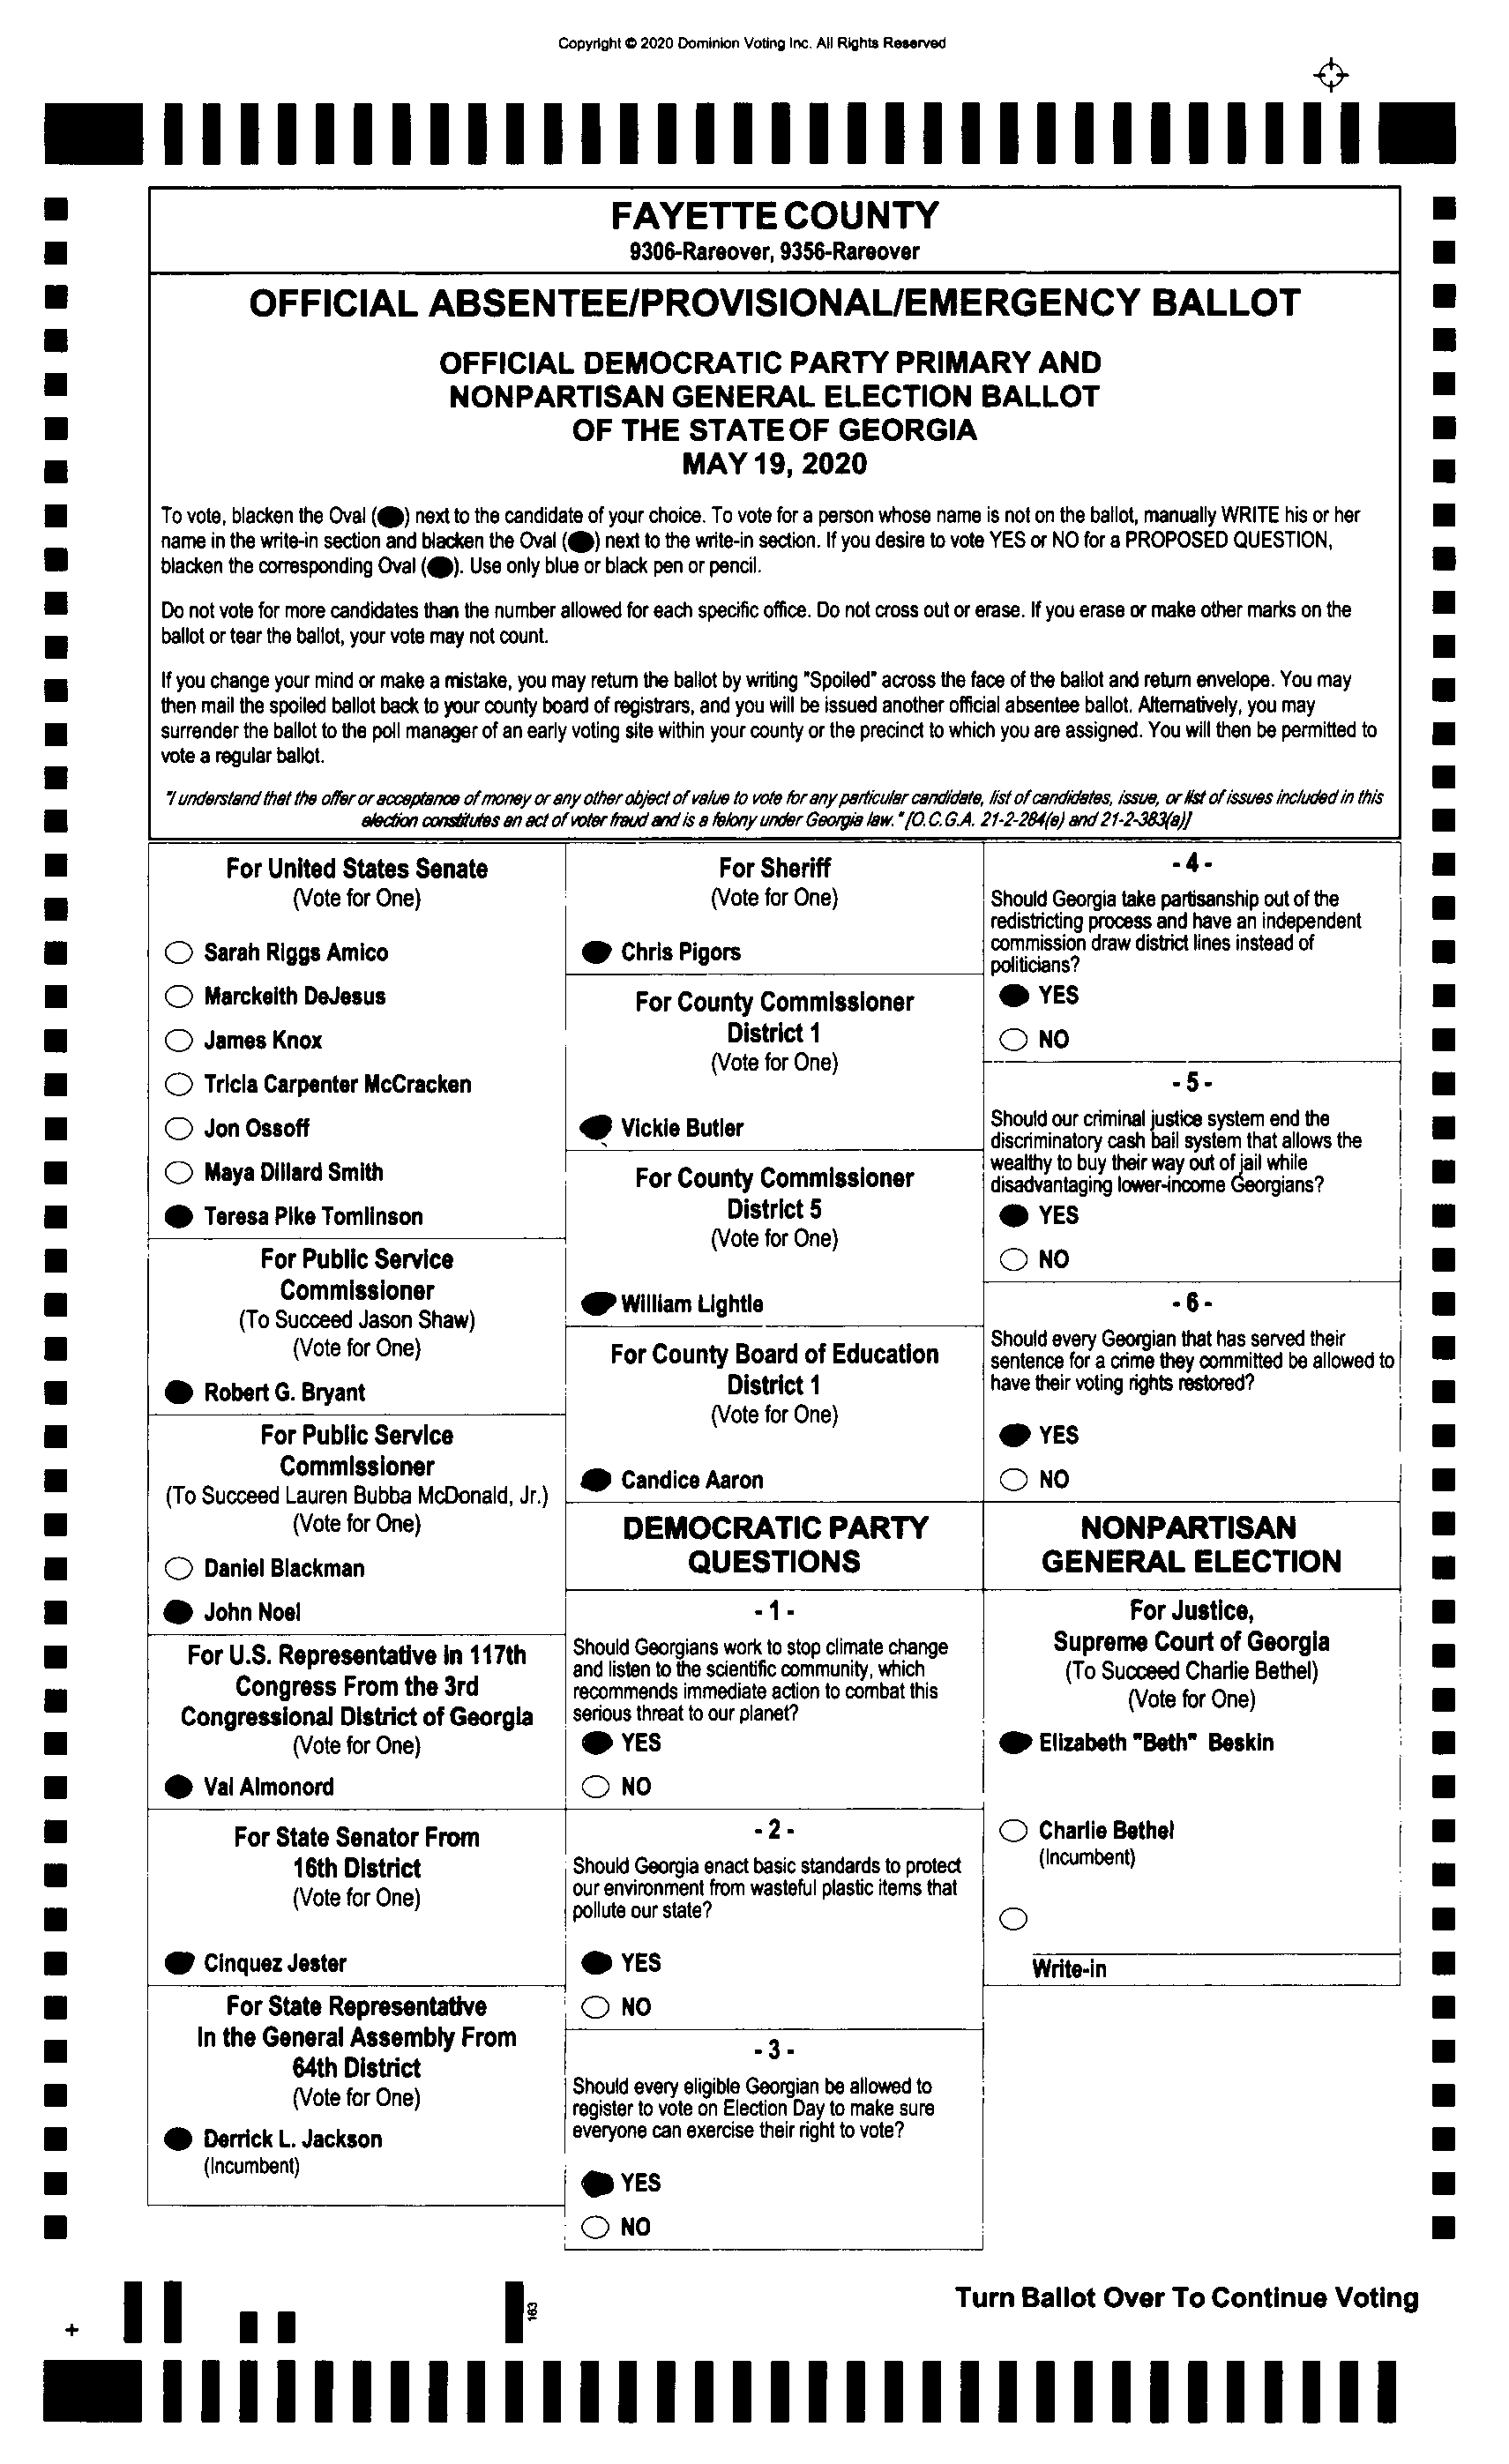 Copyright © 2020 Dominion Voting Inc. All Rights Reserved
FAYETTE COUNTY
9306-Rareover, 9356-Rareover
OFFICIAL ABSENTEE/PROVISIONAL/EMERGENCY BALLOT
OFFICIAL DEMOCRATIC PARTY PRIMARY AND
NONPARTISAN GENERAL ELECTION BALLOT
OF THE STATE OF GEORGIA
MAY 19, 2020
To vote, blacken the Oval (●) next to the candidate of your choice. To vote for a person whose name is not on the ballot, manually WRITE his or her
name in the write-in section and blacken the Oval (●) next to the write-in section. If you desire to vote YES or NO for a PROPOSED QUESTION,
blacken the corresponding Oval (●). Use only blue or black pen or pencil.
Do not vote for more candidates than the number allowed for each specific office. Do not cross out or erase. If you erase or make other marks on the
ballot or tear the ballot, your vote may not count.
If you change your mind or make a mistake, you may return the ballot by writing "Spoiled" across the face of the ballot and return envelope. You may
then mail the spoiled ballot back to your county board of registrars, and you will be issued another official absentee ballot. Alternatively, you may
surrender the ballot to the poll manager of an early voting site within your county or the precinct to which you are assigned. You will then be permitted to
vote a regular ballot.
"I understand that the offer or acceptance of money or any other object of value to vote for any particular candidate, list of candidates, issue, or list of issues included in this
election constitutes an act of voter fraud and is a felony under Georgia law." [O.C.G.A. 21-2-284(e) and 21-2-383(a)]
For United States Senate
(Vote for One)
Sarah Riggs Amico
Marckeith DeJesus
James Knox
Tricia Carpenter McCracken
Jon Ossoff
Maya Dillard Smith
Teresa Pike Tomlinson
For Public Service
Commissioner
(To Succeed Jason Shaw)
(Vote for One)
Robert G. Bryant
For Public Service
Commissioner
(To Succeed Lauren Bubba McDonald, Jr.)
(Vote for One)
Daniel Blackman
John Noel
For U.S. Representative in 117th
Congress From the 3rd
Congressional District of Georgia
(Vote for One)
Val Almonord
For State Senator From
16th District
(Vote for One)
Cinquez Jester
For State Representative
In the General Assembly From
64th District
(Vote for One)
Derrick L. Jackson
(Incumbent)
For Sheriff
(Vote for One)
Chris Pigors
For County Commissioner
District 1
(Vote for One)
Vickie Butler
For County Commissioner
District 5
(Vote for One)
William Lightle
For County Board of Education
District 1
(Vote for One)
Candice Aaron
DEMOCRATIC PARTY
QUESTIONS
- 1 -
Should Georgians work to stop climate change
and listen to the scientific community, which
recommends immediate action to combat this
serious threat to our planet?
YES
NO
- 2 -
Should Georgia enact basic standards to protect
our environment from wasteful plastic items that
pollute our state?
YES
NO
- 3 -
Should every eligible Georgian be allowed to
register to vote on Election Day to make sure
everyone can exercise their right to vote?
YES
NO
- 4 -
Should Georgia take partisanship out of the
redistricting process and have an independent
commission draw district lines instead of
politicians?
YES
NO
- 5 -
Should our criminal justice system end the
discriminatory cash bail system that allows the
wealthy to buy their way out of jail while
disadvantaging lower-income Georgians?
YES
NO
- 6 -
Should every Georgian that has served their
sentence for a crime they committed be allowed to
have their voting rights restored?
YES
NO
NONPARTISAN
GENERAL ELECTION
For Justice,
Supreme Court of Georgia
(To Succeed Charlie Bethel)
(Vote for One)
Elizabeth "Beth" Beskin
Charlie Bethel
(Incumbent)
Write-in
Turn Ballot Over To Continue Voting
163